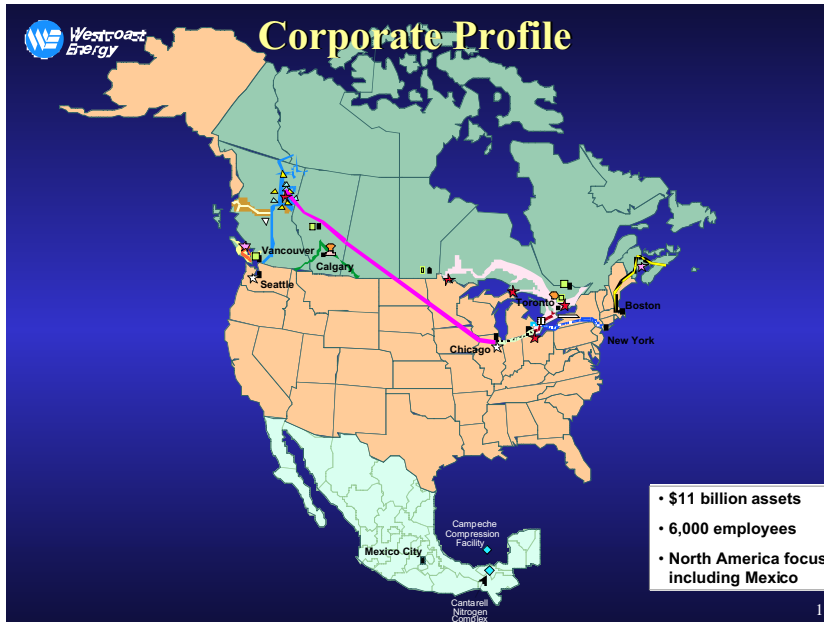 Westcoast
Energy
Corporate Profile
Vancouver
Calgary
Seattle
Toronto
Boston
New York
Chicago
• $11 billion assets
• 6,000 employees
• North America focus
including Mexico
Campeche
Compression
Facility
Mexico City
Cantarell
Nitrogen
Complex
1